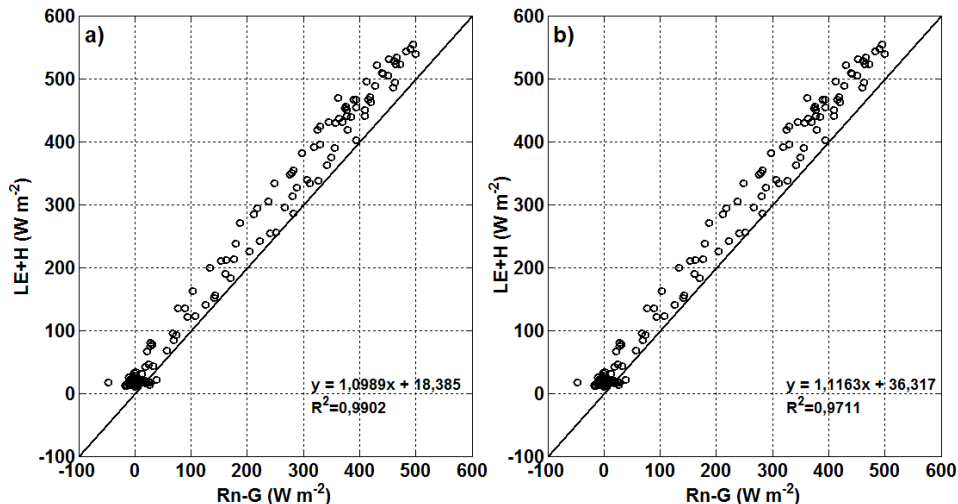 a)
LE+H (W m-2)
600
500
400
300
200
100
0
-100
-100 0 100 200 300 400 500 600
Rn-G (W m-2)
y = 1,0989x + 18,385
R2=0,9902
b)
LE+H (W m-2)
600
500
400
300
200
100
0
-100
-100 0 100 200 300 400 500 600
Rn-G (W m-2)
y = 1,1163x + 36,317
R2=0,9711